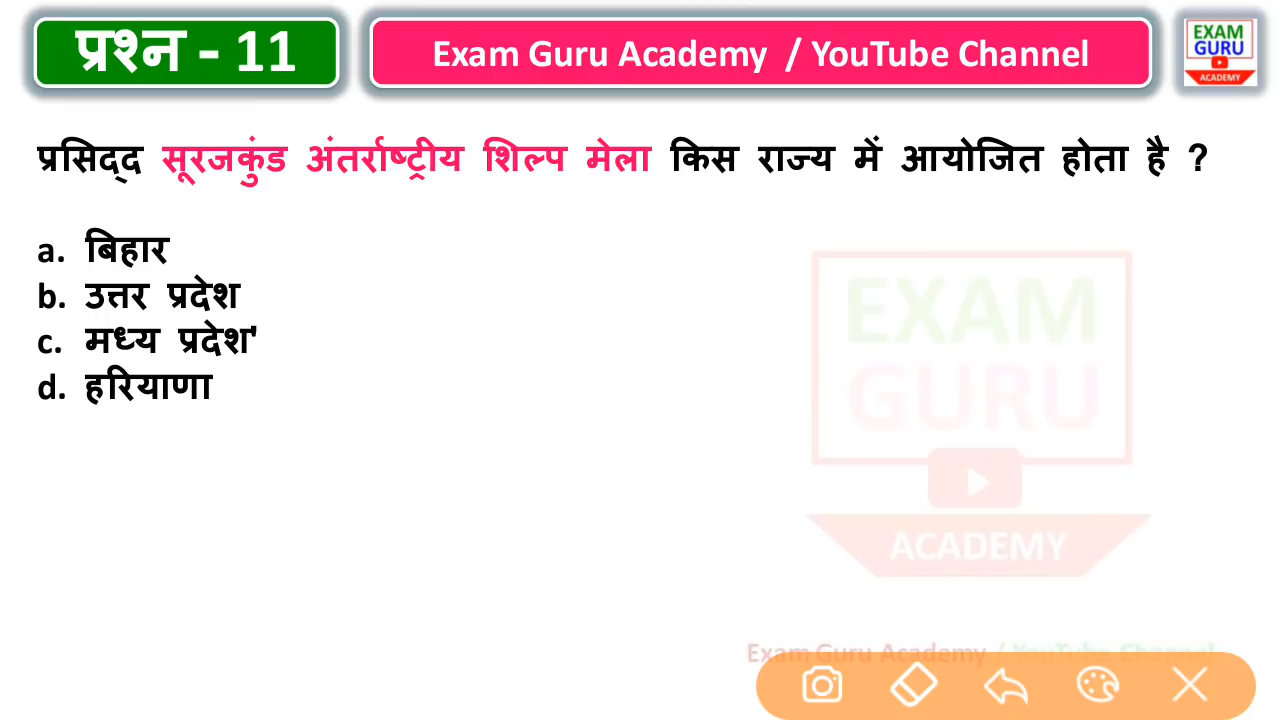 प्रश्न - 11
Exam Guru Academy / YouTube Channel
EXAM
GURU
ACADEMY
प्रसिद्द सूरजकुंड अंतर्राष्ट्रीय शिल्प मेला किस राज्य में आयोजित होता है ?
a. बिहार
b. उत्तर प्रदेश
c. मध्य प्रदेश'
d. हरियाणा
EXAM
GURU
ACADEMY
Exam Guru Academy / YouTube Channel